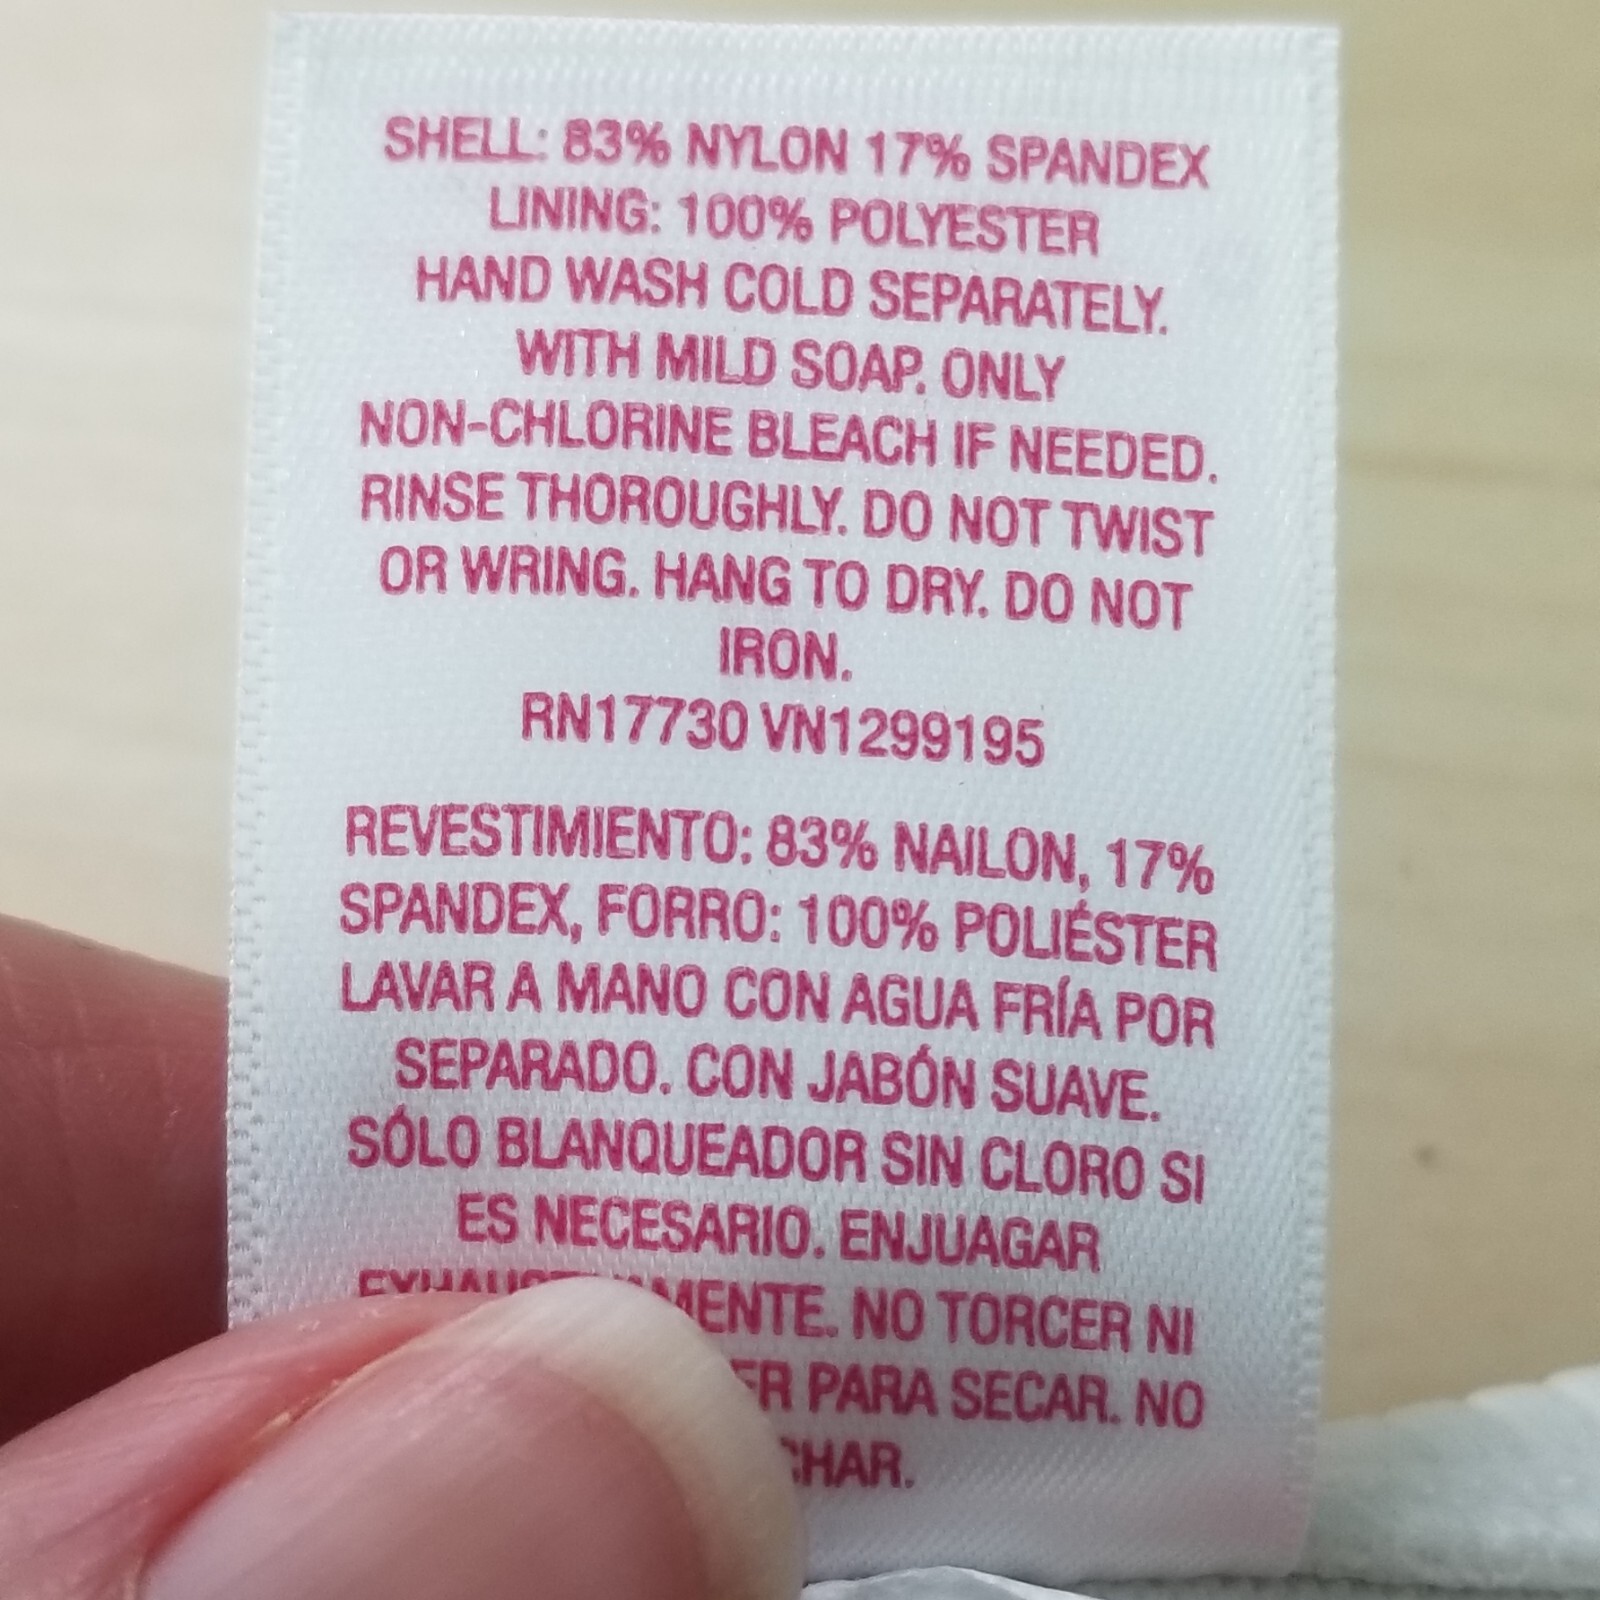 SHELL: 83% NYLON 17% SPANDEX
LINING: 100% POLYESTER
HAND WASH COLD SEPARATELY.
WITH MILD SOAP. ONLY
NON-CHLORINE BLEACH IF NEEDED.
RINSE THOROUGHLY. DO NOT TWIST
OR WRING. HANG TO DRY. DO NOT
IRON.
RN17730 VN1299195
REVESTIMIENTO: 83% NAILON, 17%
SPANDEX, FORRO: 100% POLIÉSTER
LAVAR A MANO CON AGUA FRÍA POR
SEPARADO. CON JABÓN SUAVE.
SÓLO BLANQUEADOR SIN CLORO SI
ES NECESARIO. ENJUAGAR
NO TORCER NI
PARA SECAR. NO